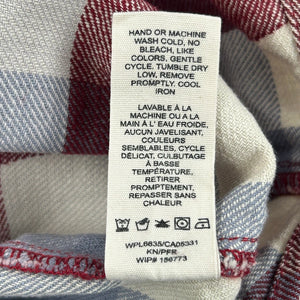 HAND OR MACHINE
WASH COLD, NO
BLEACH, LIKE
COLORS, GENTLE
CYCLE. TUMBLE DRY
LOW, REMOVE
PROMPTLY. COOL
IRON
LAVABLE À LA
MACHINE OU A LA
MAIN À L' EAU FROIDE,
AUCUN JAVELISANT,
COULEURS
SEMBLABLES, CYCLE
DÉLICAT, CULBUTAGE
À BASSE
TEMPÉRATURE,
RETIRER
PROMPTEMENT,
REPASSER SANS
CHALEUR
WPL6635/CA05331
KN/PFR
WIP# 156773